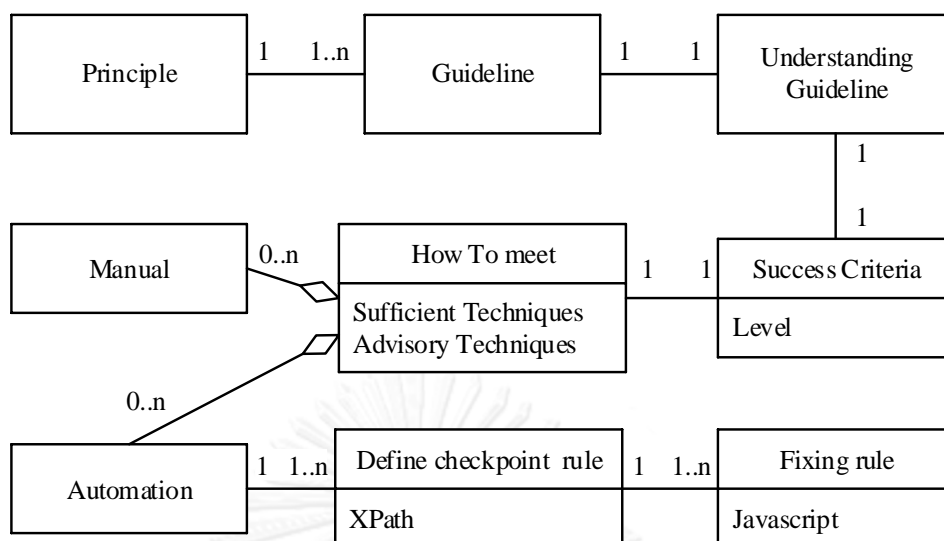 Principle
1
1..n
Guideline
1
1
Understanding
Guideline
1
1
Manual
0..n
How To meet
Sufficient Techniques
Advisory Techniques
1
1
Success Criteria
Level
0..n
Automation
1
1..n
Define checkpoint rule
XPath
1
1..n
Fixing rule
Javascript